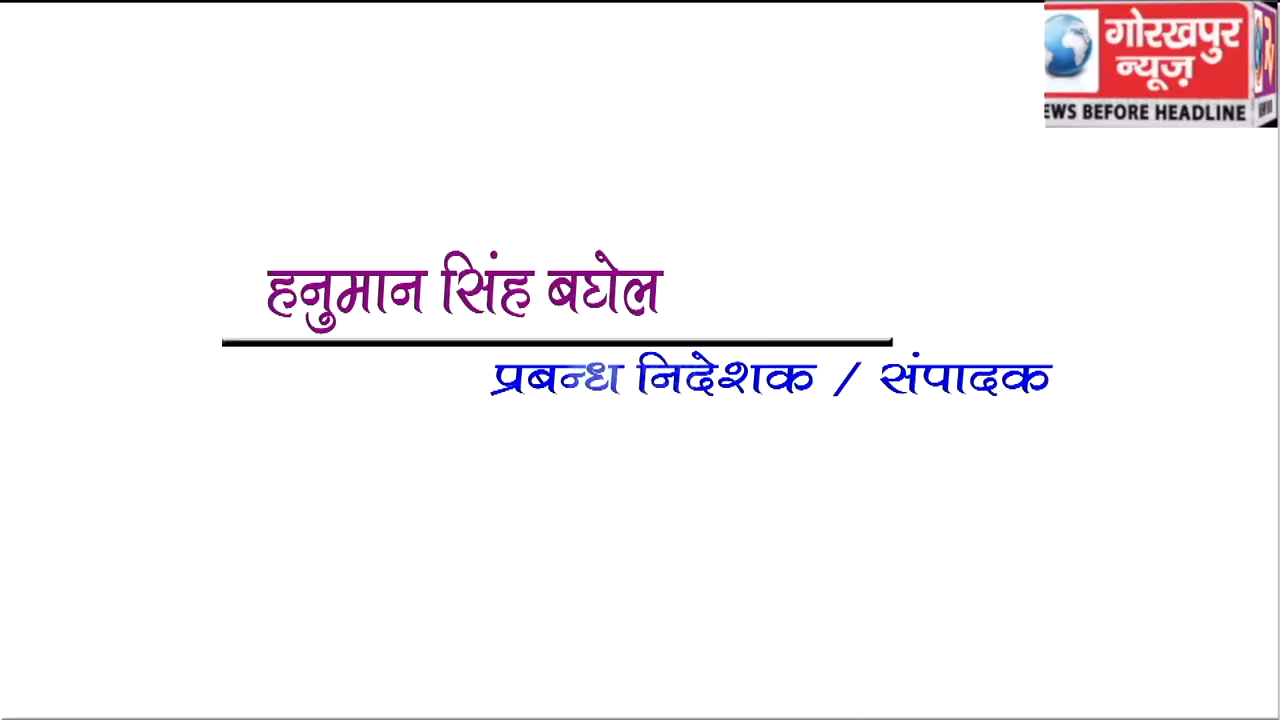 गोरखपुर
न्यूज़
EWS BEFORE HEADLINE
हनुमान सिंह बघेल
प्रबन्ध निदेशक / संपादक